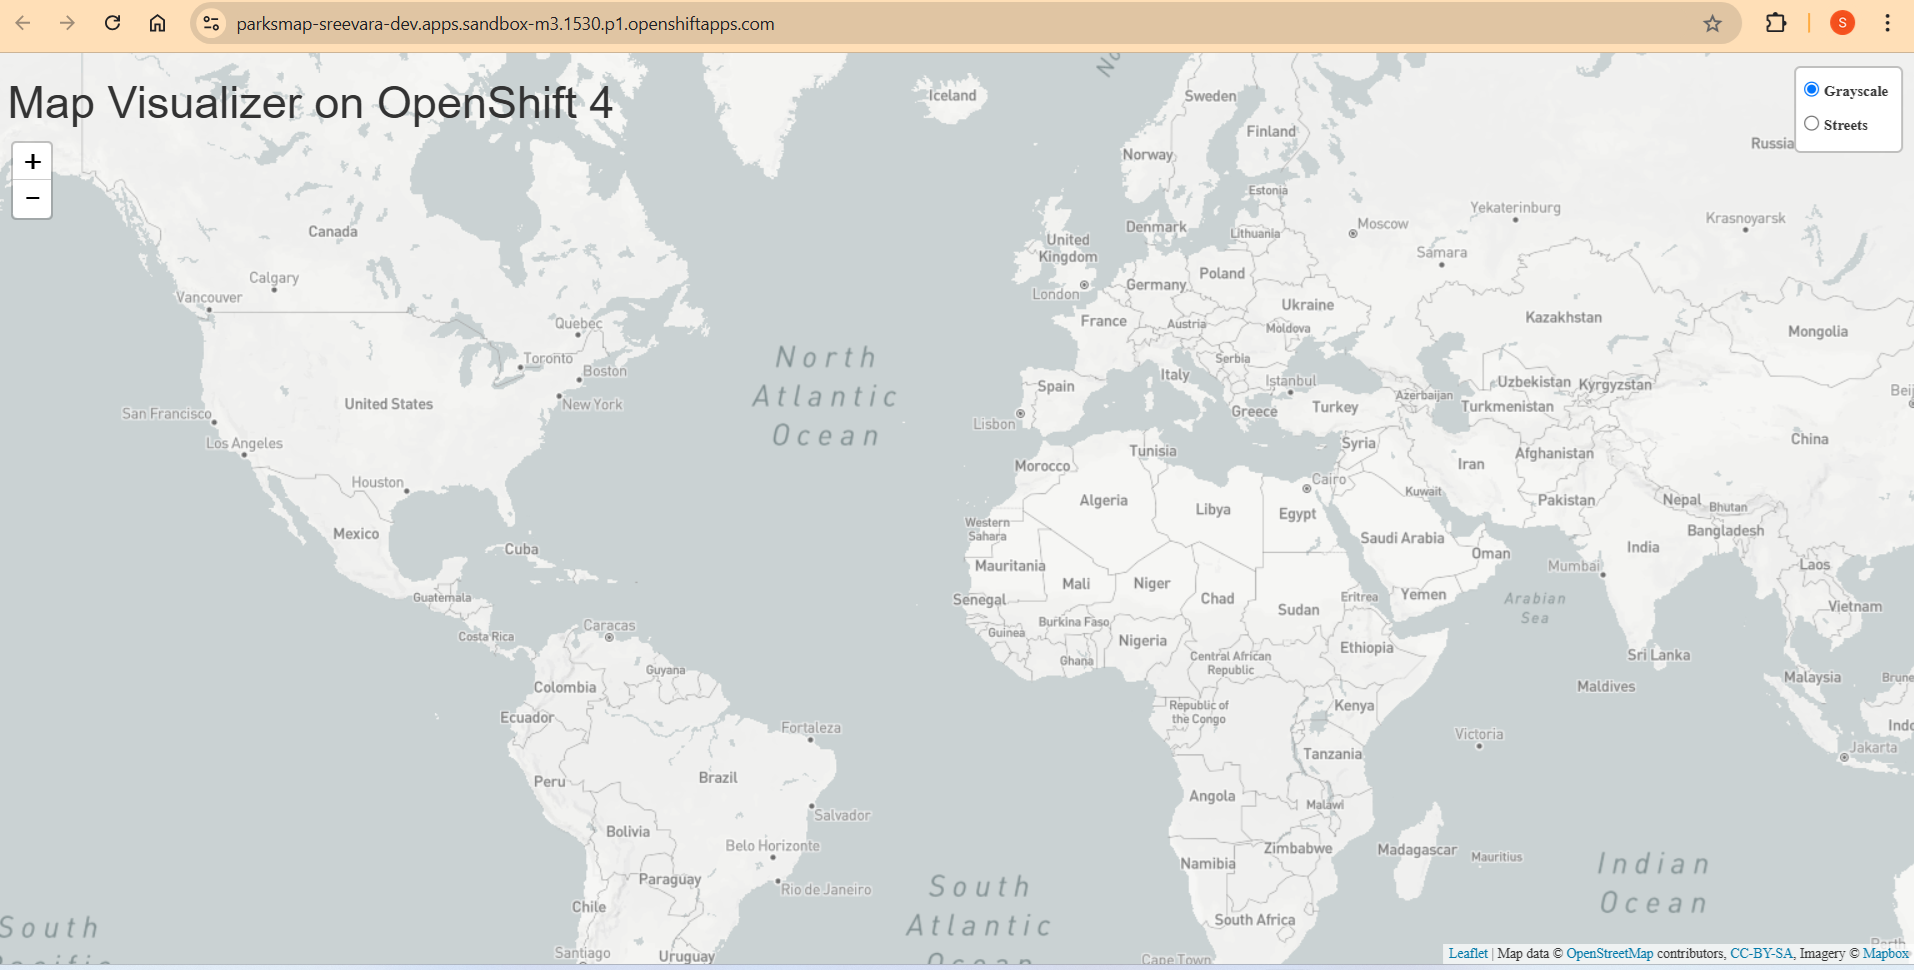 parksmap-sreevara-dev.apps.sandbox-m3.1530.p1.openshiftapps.com
S
Map Visualizer on OpenShift 4
+
−
Grayscale
Streets
Iceland
Sweden
Finland
Norway
Russia
Estonia
Denmark
Lithuania
Moscow
Yekaterinburg
Krasnoyarsk
Samara
Canada
Calgary
Vancouver
United
Kingdom
London
Germany
Poland
Ukraine
Kazakhstan
Mongolia
France
Austria
Moldova
Quebec
Toronto
Boston
New York
North
Atlantic
Ocean
Serbia
Italy
Spain
Istanbul
Azerbaijan
Uzbekistan
Kyrgyzstan
Turkmenistan
Beij
San Francisco
United States
Los Angeles
Lisbon
Greece
Turkey
Syria
China
Houston
Tunisia
Morocco
Iran
Afghanistan
Cairo
Kuwait
Pakistan
Nepal
Bhutan
Bangladesh
Algeria
Libya
Egypt
Western
Sahara
Mexico
Cuba
Saudi Arabia
Oman
India
Mumbai
Laos
Mauritania
Mali
Niger
Chad
Sudan
Eritrea
Yemen
Arabian
Sea
Vietnam
Guatemala
Senegal
Costa Rica
Caracas
Guinea
Burkina Faso
Nigeria
Ghana
Central African
Republic
Ethiopia
Sri Lanka
Maldives
Malaysia
Brune
Guyana
Colombia
Ecuador
Republic of
the Congo
Kenya
Victoria
Indo
Jakarta
Fortaleza
Tanzania
Peru
Brazil
Angola
Malawi
Salvador
Bolivia
Belo Horizonte
Zimbabwe
Madagascar
Mauritius
Namibia
Paraguay
Rio de Janeiro
South
Atlantic
Ocean
Indian
Ocean
Chile
South Africa
South
Pacific
Santiago
Uruguay
Cape Town
Perth
Leaflet | Map data © OpenStreetMap contributors, CC-BY-SA, Imagery © Mapbox